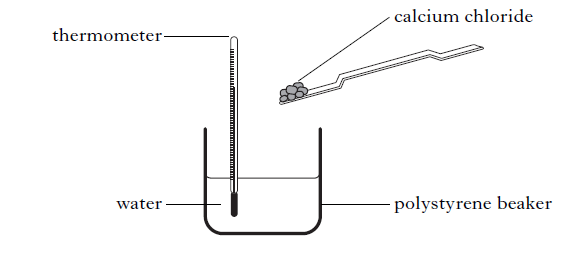 calcium chloride
thermometer
water
polystyrene beaker